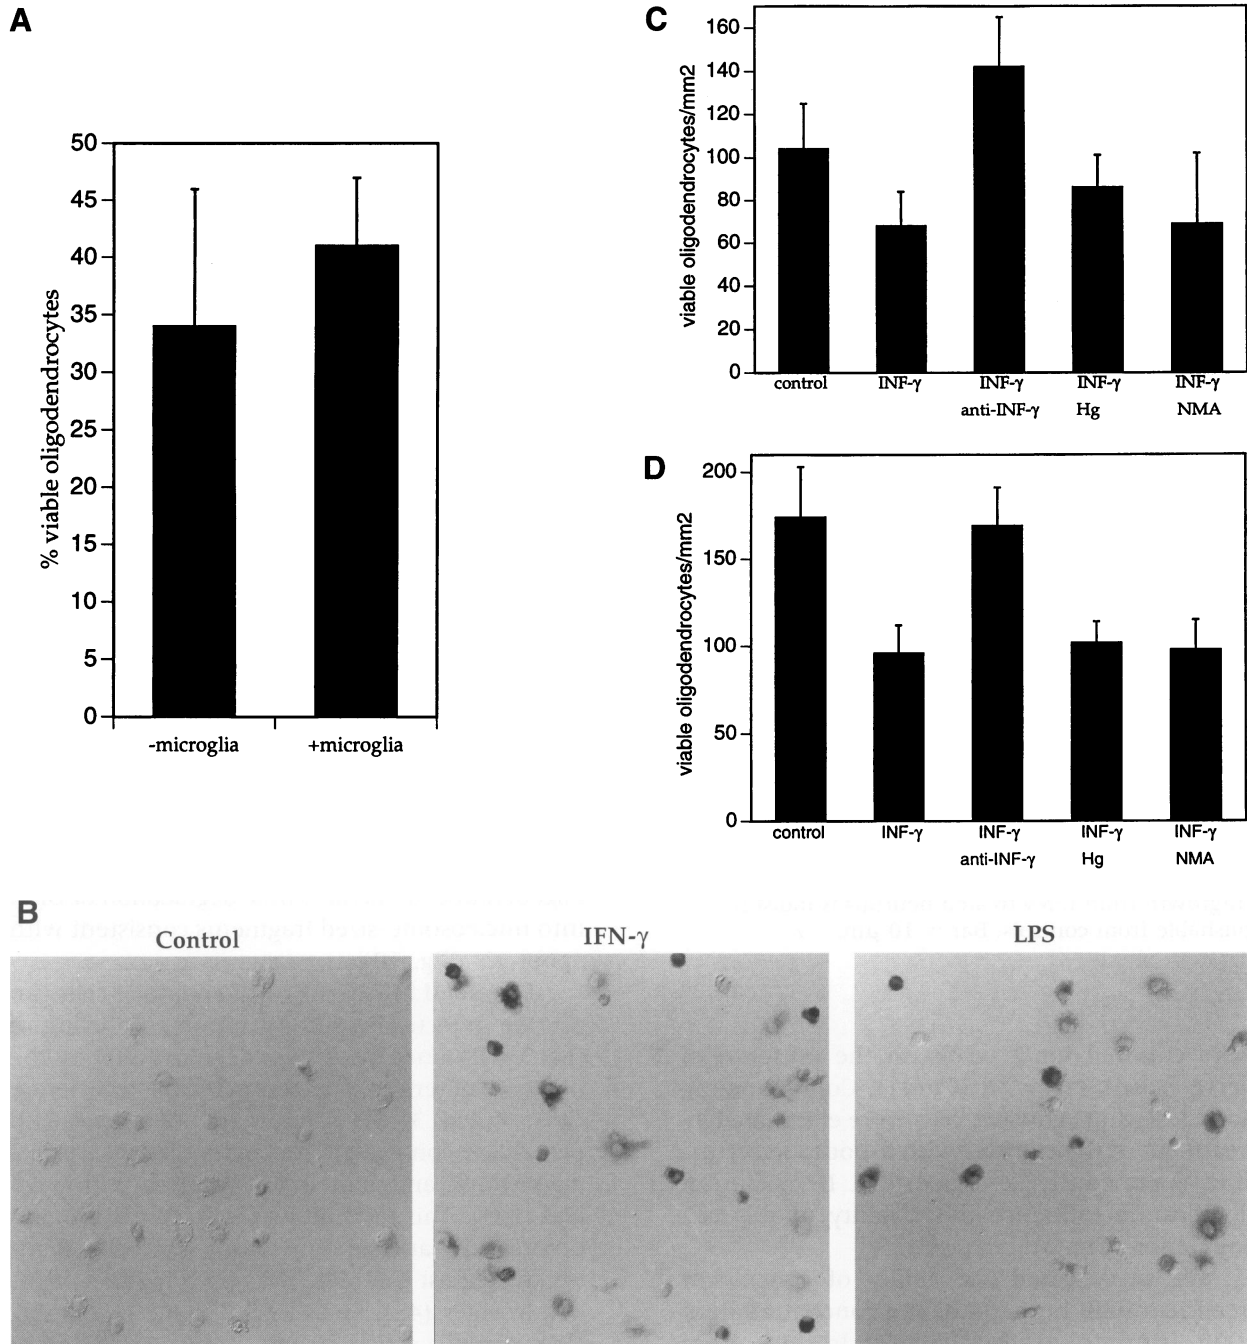 A
50
45
40
35
30
25
20
15
10
5
0
% viable oligodendrocytes
-microglia +microglia
C
160
140
120
100
80
60
40
20
0
viable oligodendrocytes/mm2
control INF-γ INF-γ INF-γ INF-γ
anti-INF-γ Hg NMA
D
200
150
100
50
0
viable oligodendrocytes/mm2
control INF-γ INF-γ INF-γ INF-γ
anti-INF-γ Hg NMA
B
Control IFN-γ LPS